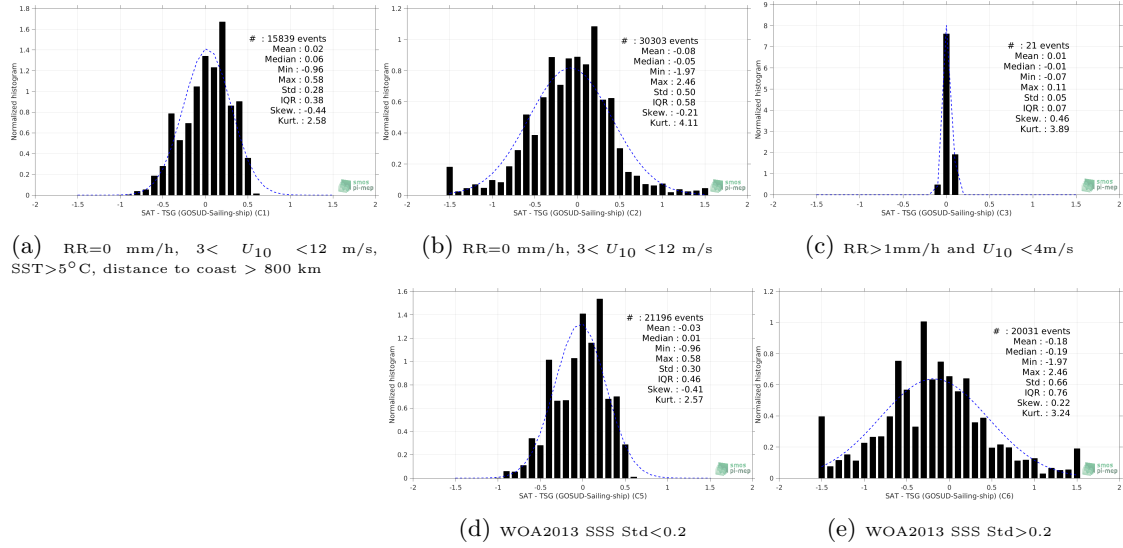 1.8
1.6
1.4
1.2
1
0.8
0.6
0.4
0.2
0
-2 -1.5 -1 -0.5 0 0.5 1 1.5 2
Normalized histogram
SAT - TSG (GOSUD-Sailing-ship) (C1)
# : 15839 events
Mean : 0.02
Median : 0.06
Min : -0.96
Max : 0.58
Std : 0.28
IQR : 0.38
Skew. : -0.44
Kurt. : 2.58
smos
pi-mep
(a) RR=0 mm/h, 3< U10 <12 m/s,
SST>5°C, distance to coast > 800 km
1.2
1
0.8
0.6
0.4
0.2
0
-2 -1.5 -1 -0.5 0 0.5 1 1.5 2
Normalized histogram
SAT - TSG (GOSUD-Sailing-ship) (C2)
# : 30303 events
Mean : -0.08
Median : -0.05
Min : -1.97
Max : 2.46
Std : 0.50
IQR : 0.58
Skew. : -0.21
Kurt. : 4.11
smos
pi-mep
(b) RR=0 mm/h, 3< U10 <12 m/s
9
8
7
6
5
4
3
2
1
0
-2 -1.5 -1 -0.5 0 0.5 1 1.5 2
Normalized histogram
SAT - TSG (GOSUD-Sailing-ship) (C3)
# : 21 events
Mean : 0.01
Median : -0.01
Min : -0.07
Max : 0.11
Std : 0.05
IQR : 0.07
Skew. : 0.46
Kurt. : 3.89
smos
pi-mep
(c) RR>1mm/h and U10 <4m/s
1.6
1.4
1.2
1
0.8
0.6
0.4
0.2
0
-2 -1.5 -1 -0.5 0 0.5 1 1.5 2
Normalized histogram
SAT - TSG (GOSUD-Sailing-ship) (C5)
# : 21196 events
Mean : -0.03
Median : 0.01
Min : -0.96
Max : 0.58
Std : 0.30
IQR : 0.46
Skew. : -0.41
Kurt. : 2.57
smos
pi-mep
(d) WOA2013 SSS Std<0.2
1.2
1
0.8
0.6
0.4
0.2
0
-2 -1.5 -1 -0.5 0 0.5 1 1.5 2
Normalized histogram
SAT - TSG (GOSUD-Sailing-ship) (C6)
# : 20031 events
Mean : -0.18
Median : -0.19
Min : -1.97
Max : 2.46
Std : 0.66
IQR : 0.76
Skew. : 0.22
Kurt. : 3.24
smos
pi-mep
(e) WOA2013 SSS Std>0.2